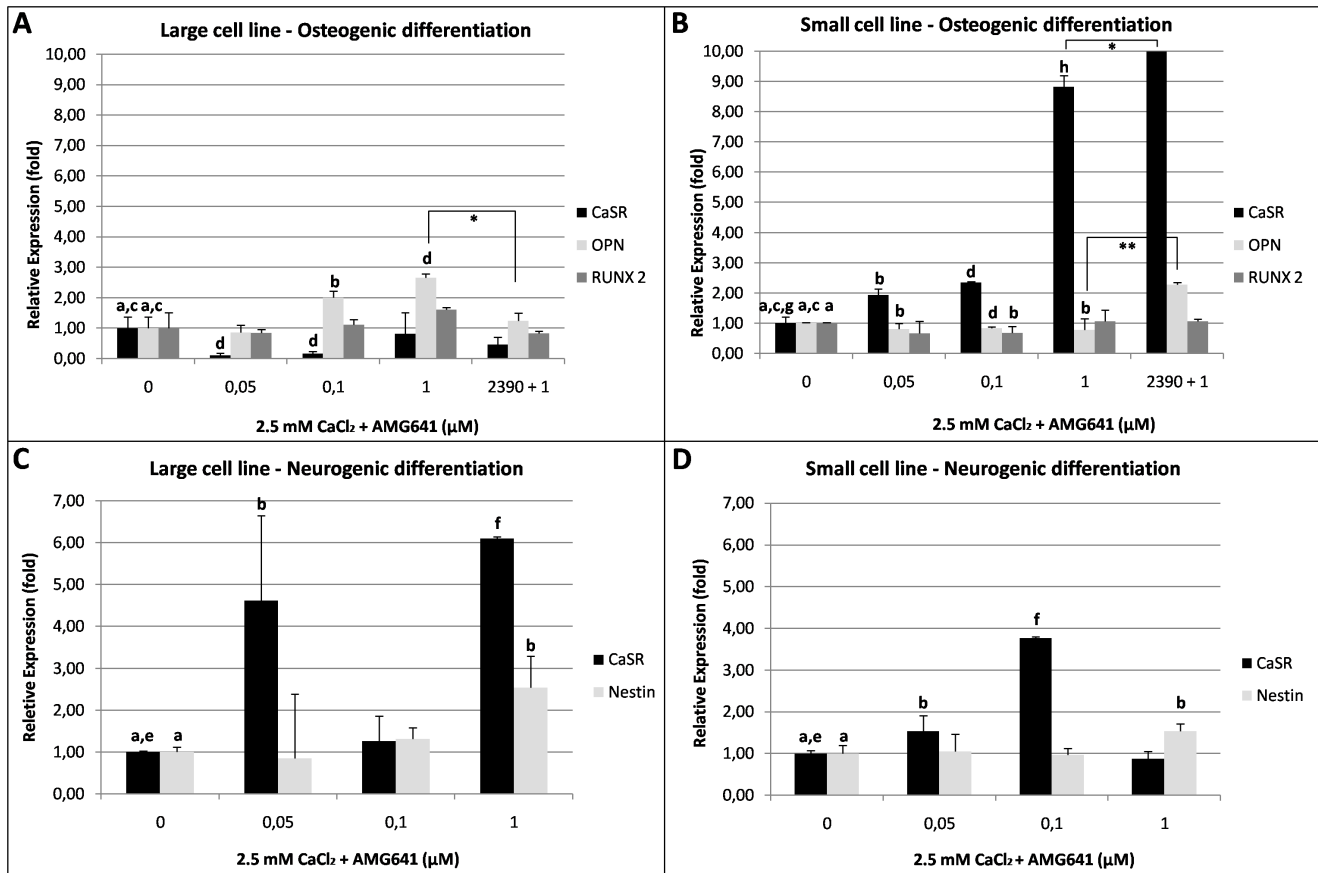 A
Large cell line - Osteogenic differentiation
Relative Expression (fold)
10,00
9,00
8,00
7,00
6,00
5,00
4,00
3,00
2,00
1,00
0,00
a,c a,c
d
d
b
d
*
0
0,05
0,1
1
2390 + 1
2.5 mM CaCl₂ + AMG641 (µM)
CaSR
OPN
RUNX 2
B
Small cell line - Osteogenic differentiation
Relative Expression (fold)
10,00
9,00
8,00
7,00
6,00
5,00
4,00
3,00
2,00
1,00
0,00
a,c,g a,c a
b
b
d
d b
h
b
*
**
0
0,05
0,1
1
2390 + 1
2.5 mM CaCl₂ + AMG641 (µM)
CaSR
OPN
RUNX 2
C
Large cell line - Neurogenic differentiation
Reletive Expression (fold)
7,00
6,00
5,00
4,00
3,00
2,00
1,00
0,00
a,e a
b
f
b
0
0,05
0,1
1
2.5 mM CaCl₂ + AMG641 (µM)
CaSR
Nestin
D
Small cell line - Neurogenic differentiation
Relative Expression (fold)
7,00
6,00
5,00
4,00
3,00
2,00
1,00
0,00
a,e a
b
f
b
0
0,05
0,1
1
2.5 mM CaCl₂ + AMG641 (µM)
CaSR
Nestin